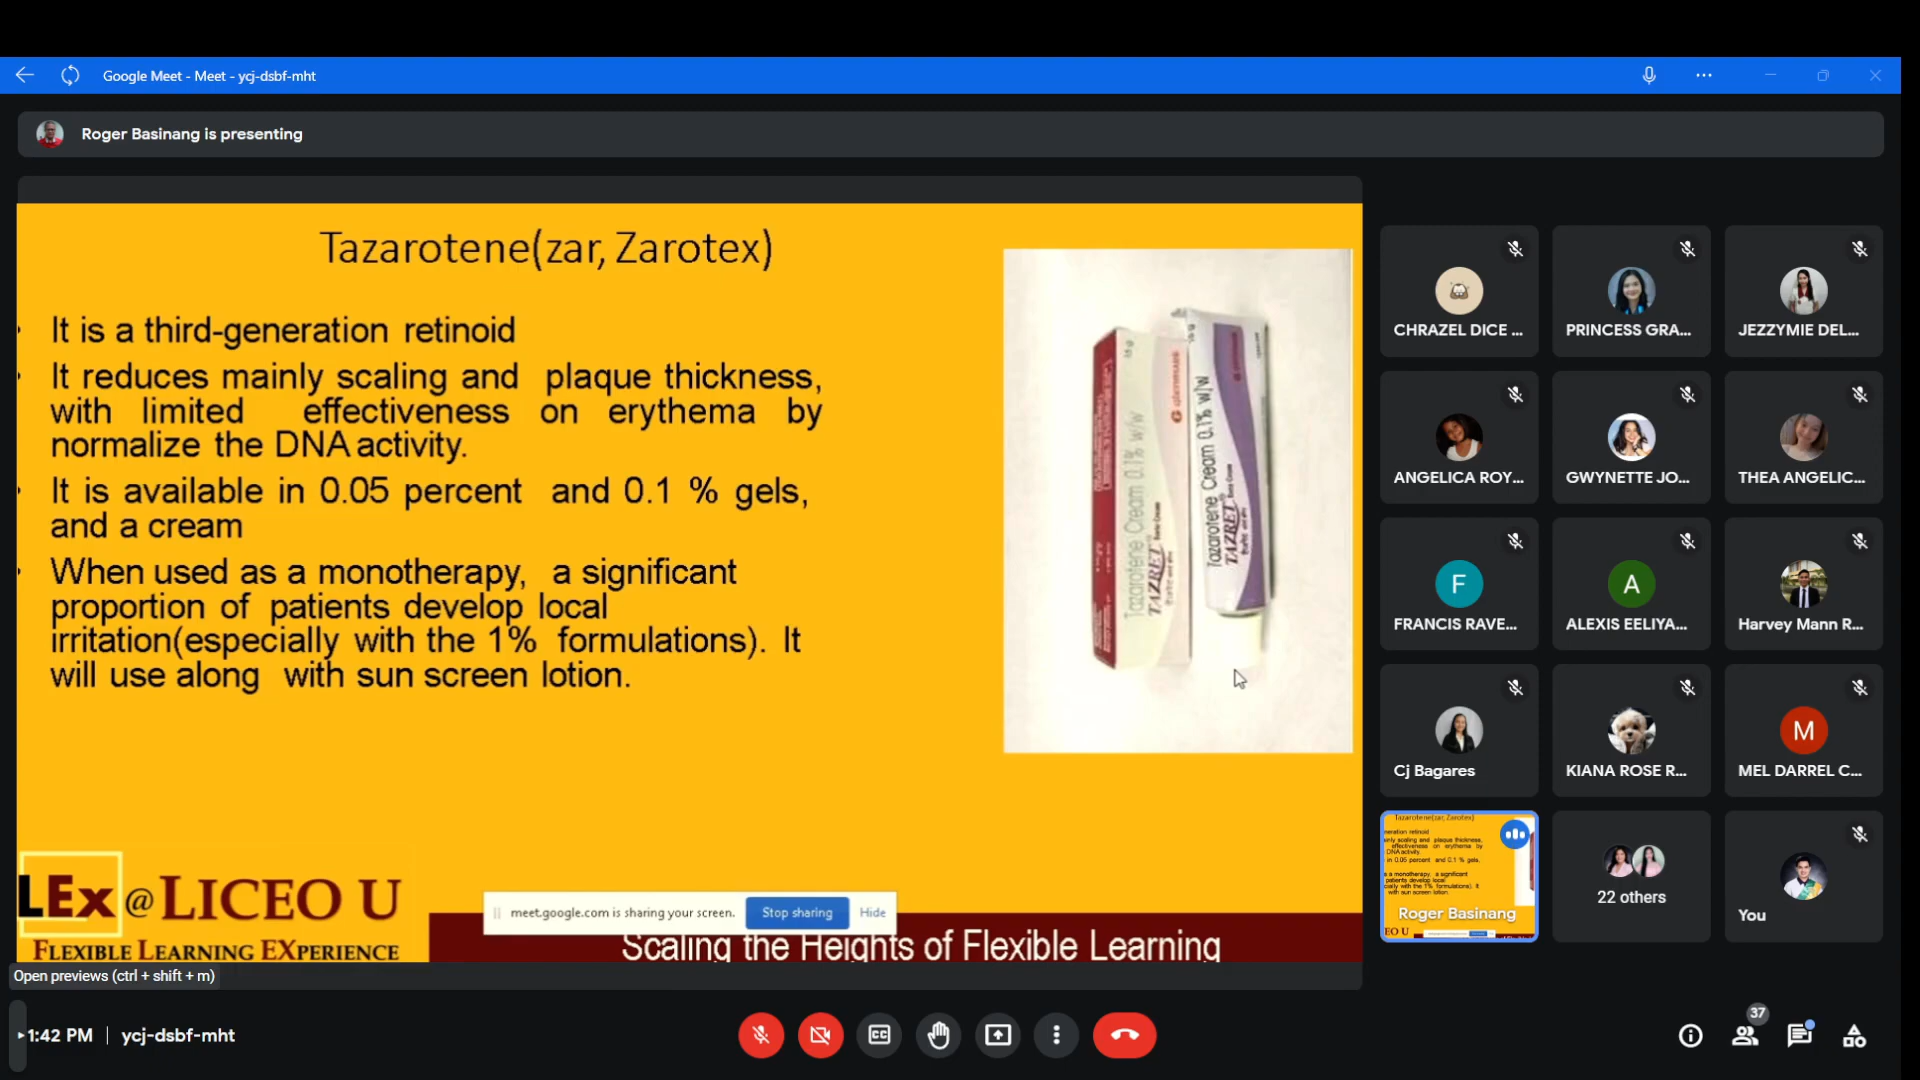 Google Meet - Meet - ycj-dsbf-mht
Roger Basinang is presenting
Tazarotene(zar, Zarotex)
It is a third-generation retinoid
It reduces mainly scaling and plaque thickness,
with limited effectiveness on erythema by
normalize the DNA activity.
It is available in 0.05 percent and 0.1 % gels,
and a cream
When used as a monotherapy, a significant
proportion of patients develop local
irritation(especially with the 1% formulations). It
will use along with sun screen lotion.
Tazarotene Cream 0.1% w/w
TAZRET
Tazarotene Cream 0.1% w/w
TAZRET
LEx @ LICEO U
FLEXIBLE LEARNING EXPERIENCE
meet.google.com is sharing your screen.
Stop sharing
Hide
Scaling the Heights of Flexible Learning
CHRAZEL DICE ...
PRINCESS GRA...
JEZZYMIE DEL...
ANGELICA ROY...
GWYNETTE JO...
THEA ANGELIC...
F
FRANCIS RAVE...
A
ALEXIS EELIYA...
Harvey Mann R...
Cj Bagares
KIANA ROSE R...
M
MEL DARREL C...
Roger Basinang
22 others
You
Open previews (ctrl + shift + m)
1:42 PM | ycj-dsbf-mht
37